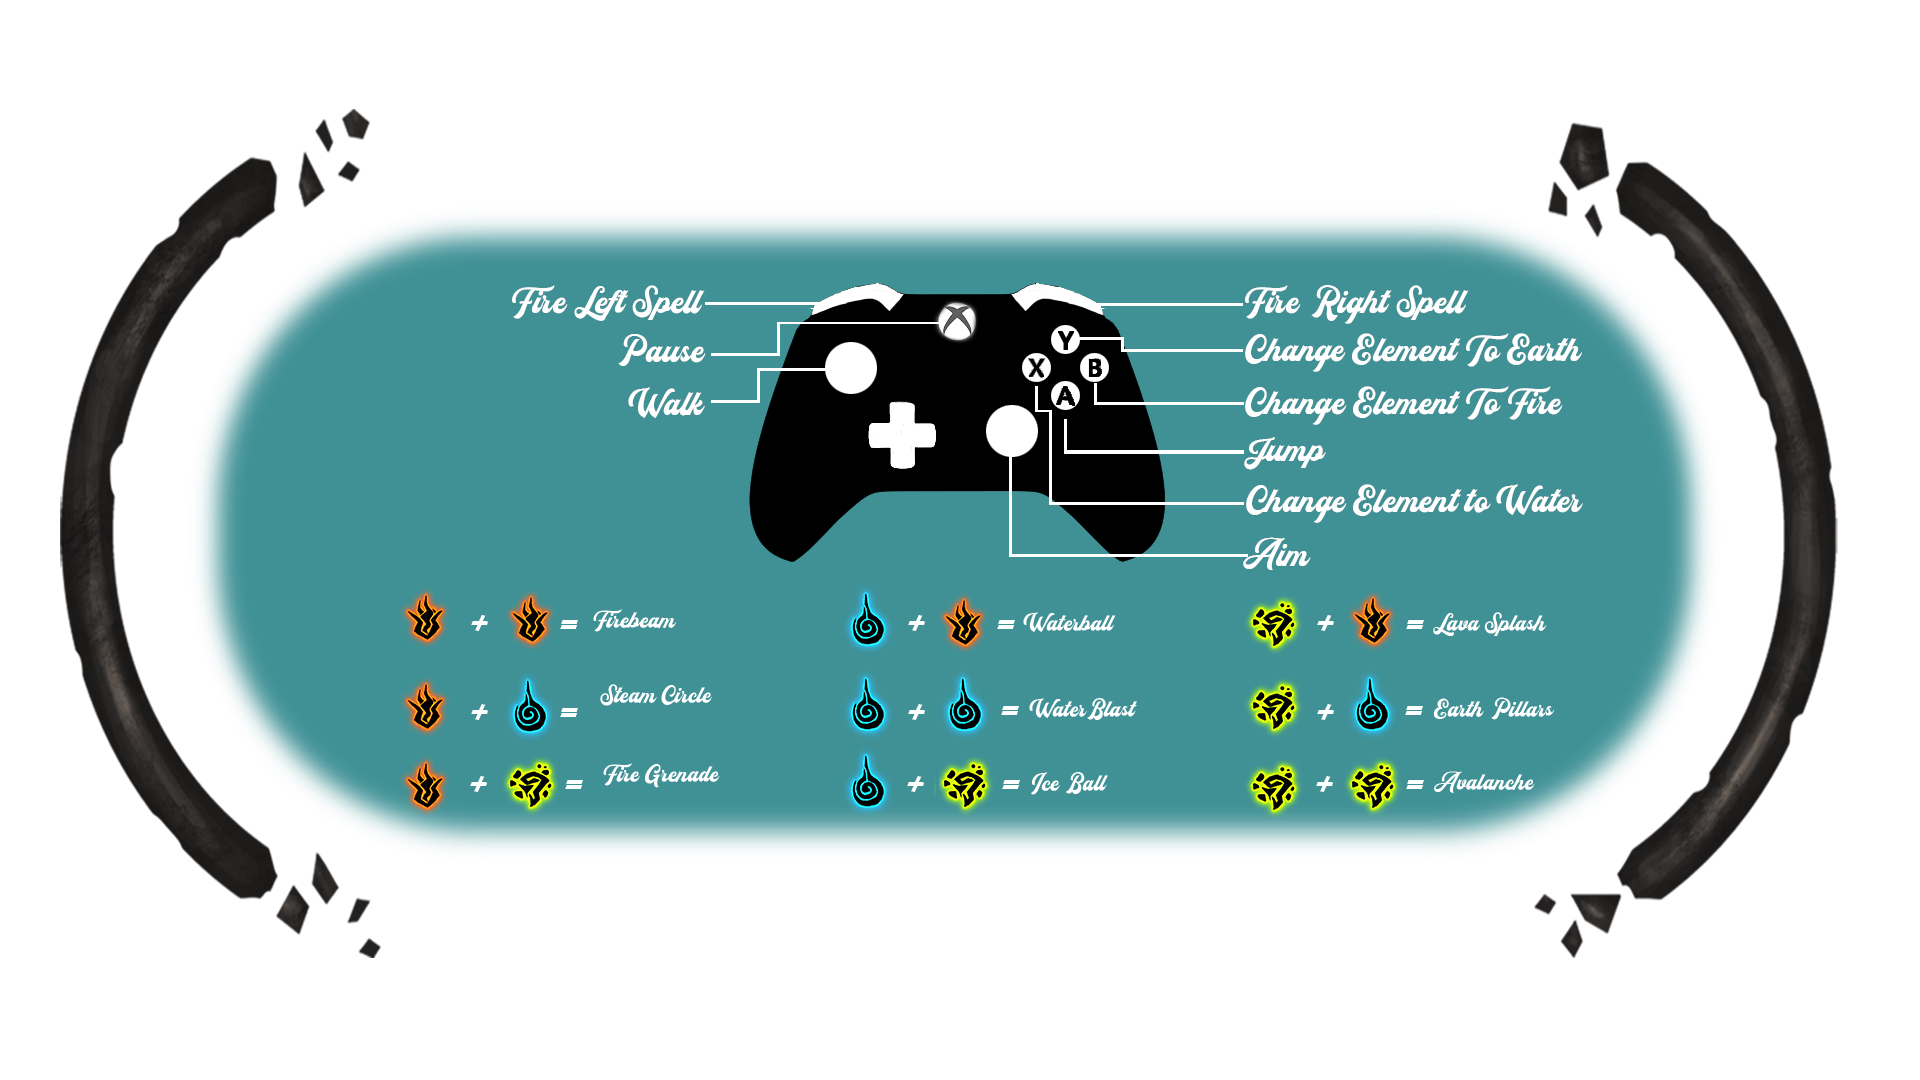 Fire Left Spell
Pause
Walk
Fire Right Spell
Change Element To Earth
Change Element To Fire
Jump
Change Element to Water
Aim
Y
X B
A
+ = Firebeam
+ = Waterball
+ = Lava Splash
+ = Steam Circle
+ = Water Blast
+ = Earth Pillars
+ = Fire Grenade
+ = Ice Ball
+ = Avalanche